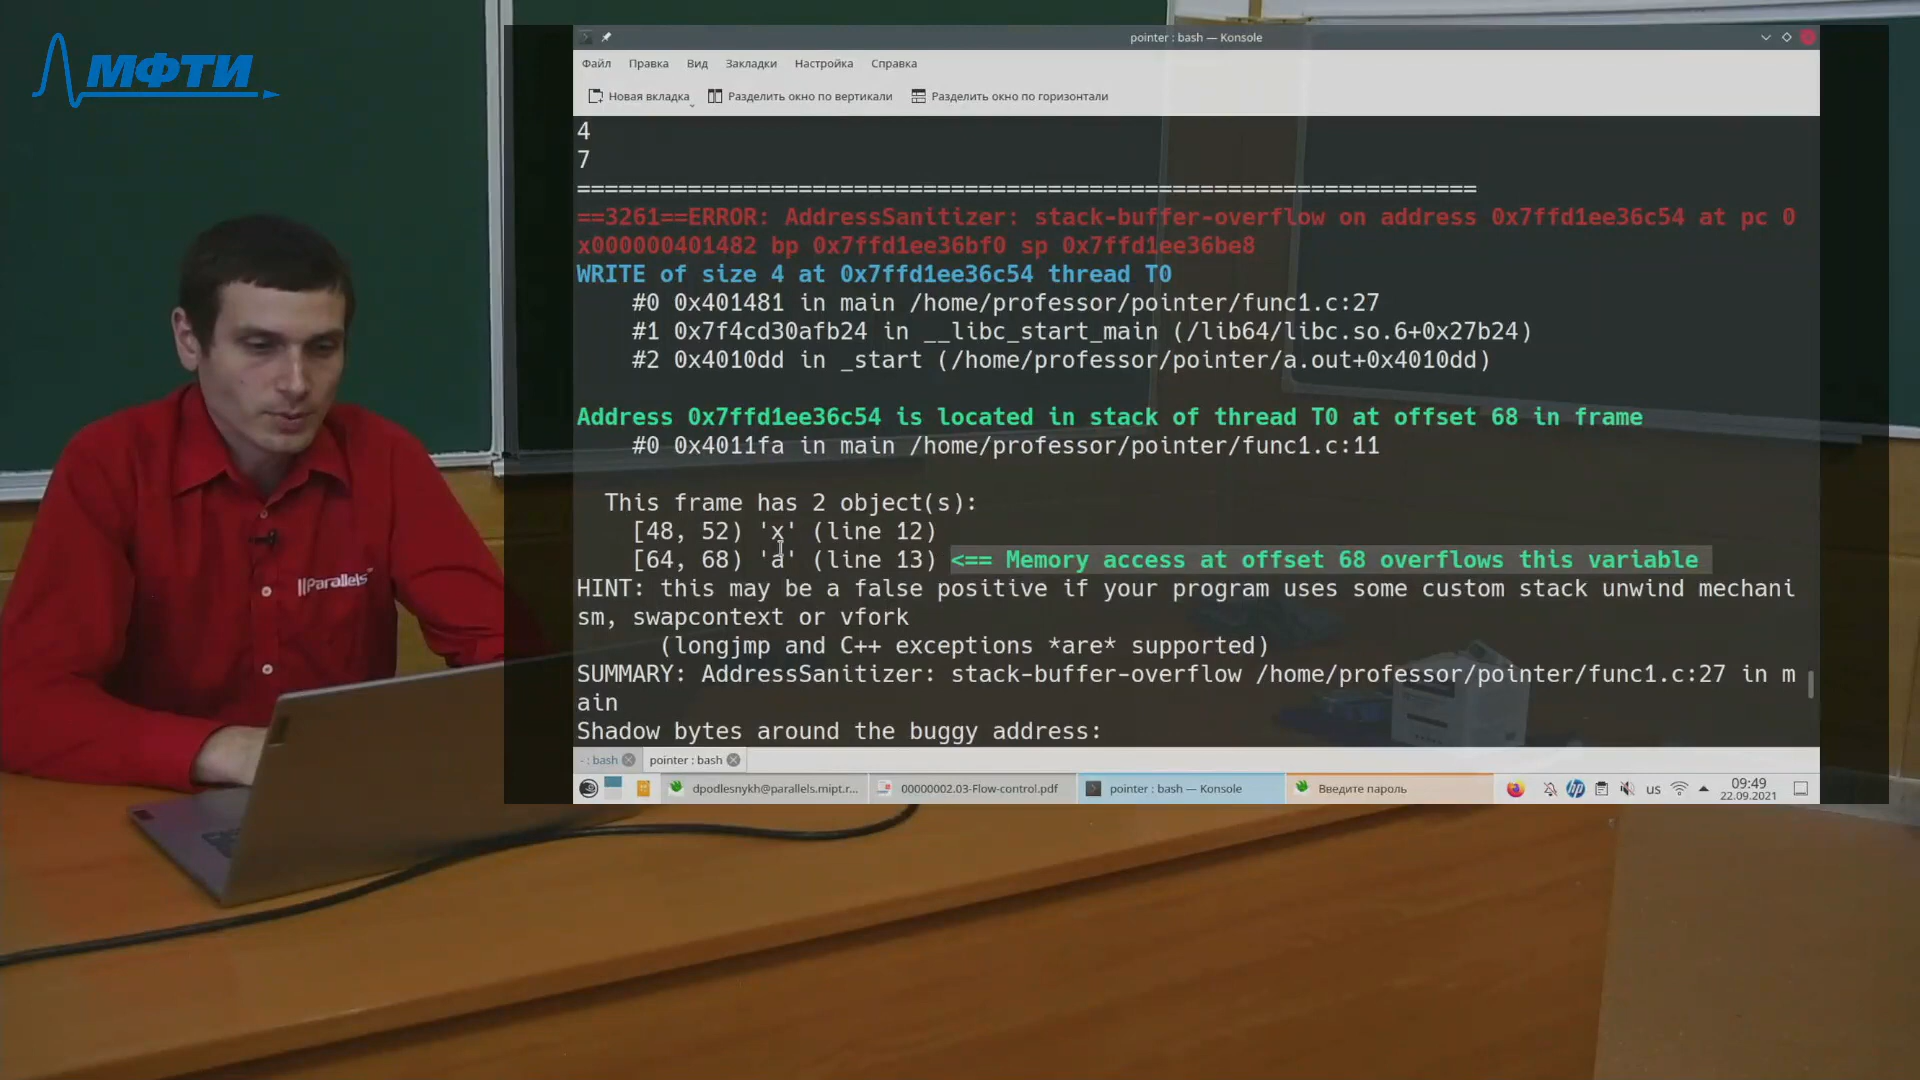 МФТИ
pointer : bash — Konsole
Файл Правка Вид Закладки Настройка Справка
Новая вкладка Разделить окно по вертикали Разделить окно по горизонтали
4
7
=================================================================
==3261==ERROR: AddressSanitizer: stack-buffer-overflow on address 0x7ffd1ee36c54 at pc 0
x000000401482 bp 0x7ffd1ee36bf0 sp 0x7ffd1ee36be8
WRITE of size 4 at 0x7ffd1ee36c54 thread T0
#0 0x401481 in main /home/professor/pointer/func1.c:27
#1 0x7f4cd30afb24 in __libc_start_main (/lib64/libc.so.6+0x27b24)
#2 0x4010dd in _start (/home/professor/pointer/a.out+0x4010dd)
Address 0x7ffd1ee36c54 is located in stack of thread T0 at offset 68 in frame
#0 0x4011fa in main /home/professor/pointer/func1.c:11
This frame has 2 object(s):
[48, 52) 'x' (line 12)
[64, 68) 'a' (line 13) <== Memory access at offset 68 overflows this variable
HINT: this may be a false positive if your program uses some custom stack unwind mechani
sm, swapcontext or vfork
(longjmp and C++ exceptions *are* supported)
SUMMARY: AddressSanitizer: stack-buffer-overflow /home/professor/pointer/func1.c:27 in m
ain
Shadow bytes around the buggy address:
- : bash pointer : bash
dpodlesnykh@parallels.mipt.r... 00000002.03-Flow-control.pdf pointer : bash — Konsole Введите пароль us 09:49
22.09.2021
Parallels